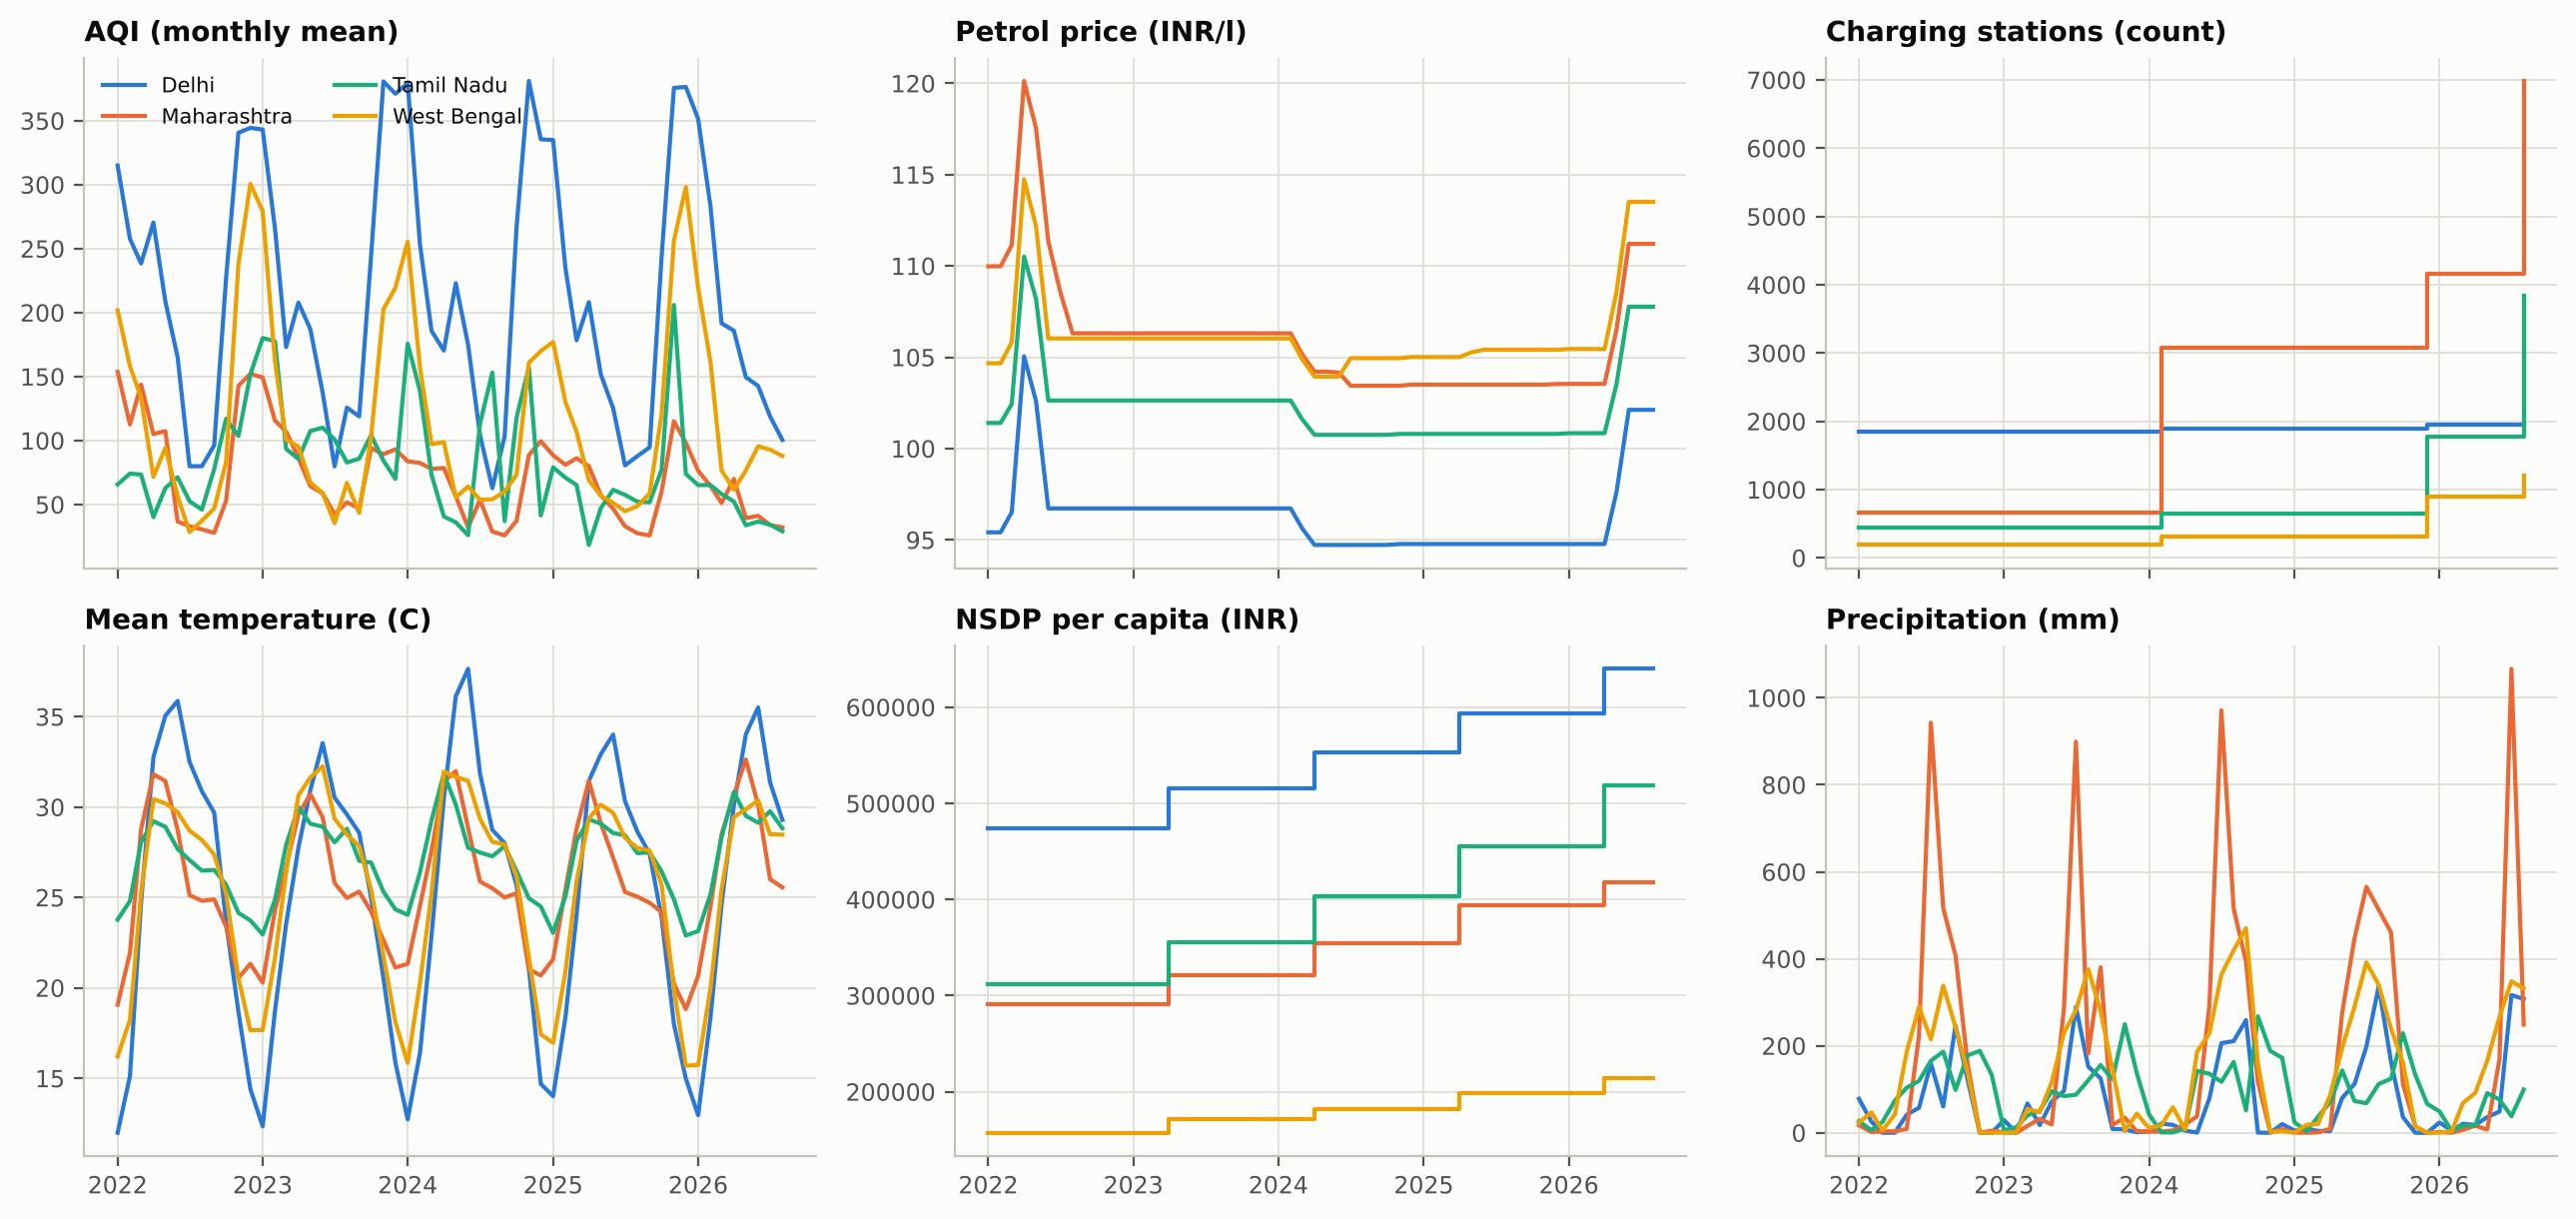 AQI (monthly mean)
Delhi
Maharashtra
Tamil Nadu
West Bengal
350
300
250
200
150
100
50
Petrol price (INR/l)
120
115
110
105
100
95
Charging stations (count)
7000
6000
5000
4000
3000
2000
1000
0
Mean temperature (C)
35
30
25
20
15
2022 2023 2024 2025 2026
NSDP per capita (INR)
600000
500000
400000
300000
200000
2022 2023 2024 2025 2026
Precipitation (mm)
1000
800
600
400
200
0
2022 2023 2024 2025 2026